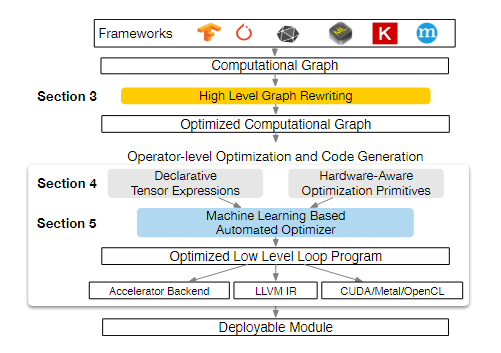 Frameworks
ML
K
m
Computational Graph
Section 3
High Level Graph Rewriting
Optimized Computational Graph
Operator-level Optimization and Code Generation
Section 4
Declarative
Tensor Expressions
Hardware-Aware
Optimization Primitives
Section 5
Machine Learning Based
Automated Optimizer
Optimized Low Level Loop Program
Accelerator Backend
LLVM IR
CUDA/Metal/OpenCL
Deployable Module